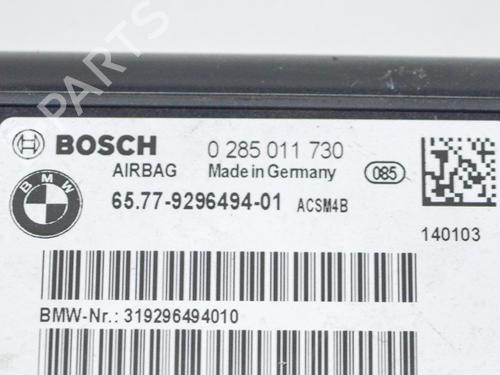 PARTS
BOSCH 0 285 011 730
AIRBAG Made in Germany 085
BMW
65.77-9296494-01 ACSM4B
140103
BMW-Nr.: 319296494010